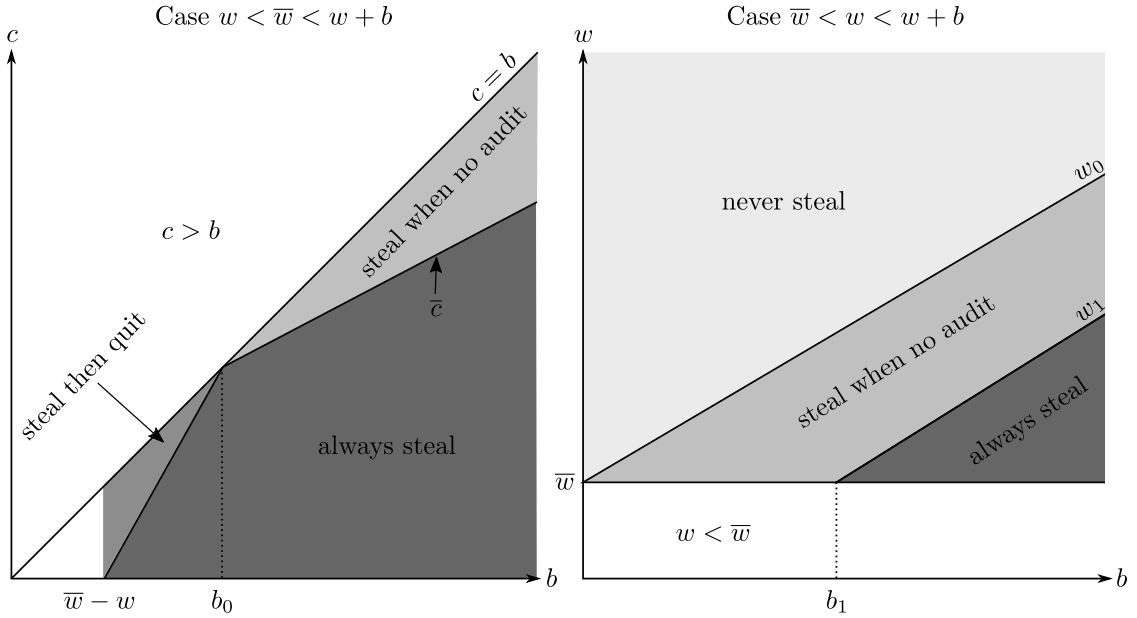 Case w < w̅ < w + b
c
c = b
steal when no audit
c > b
c̅
steal then quit
always steal
b
w̅ − w
b₀
Case w̅ < w < w + b
w
w₀
never steal
w₁
steal when no audit
always steal
w̅
w < w̅
b
b₁